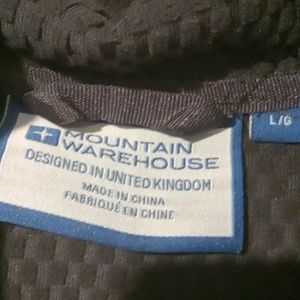 MOUNTAIN
WAREHOUSE
DESIGNED IN UNITED KINGDOM
MADE IN CHINA
FABRIQUÉ EN CHINE
L/G